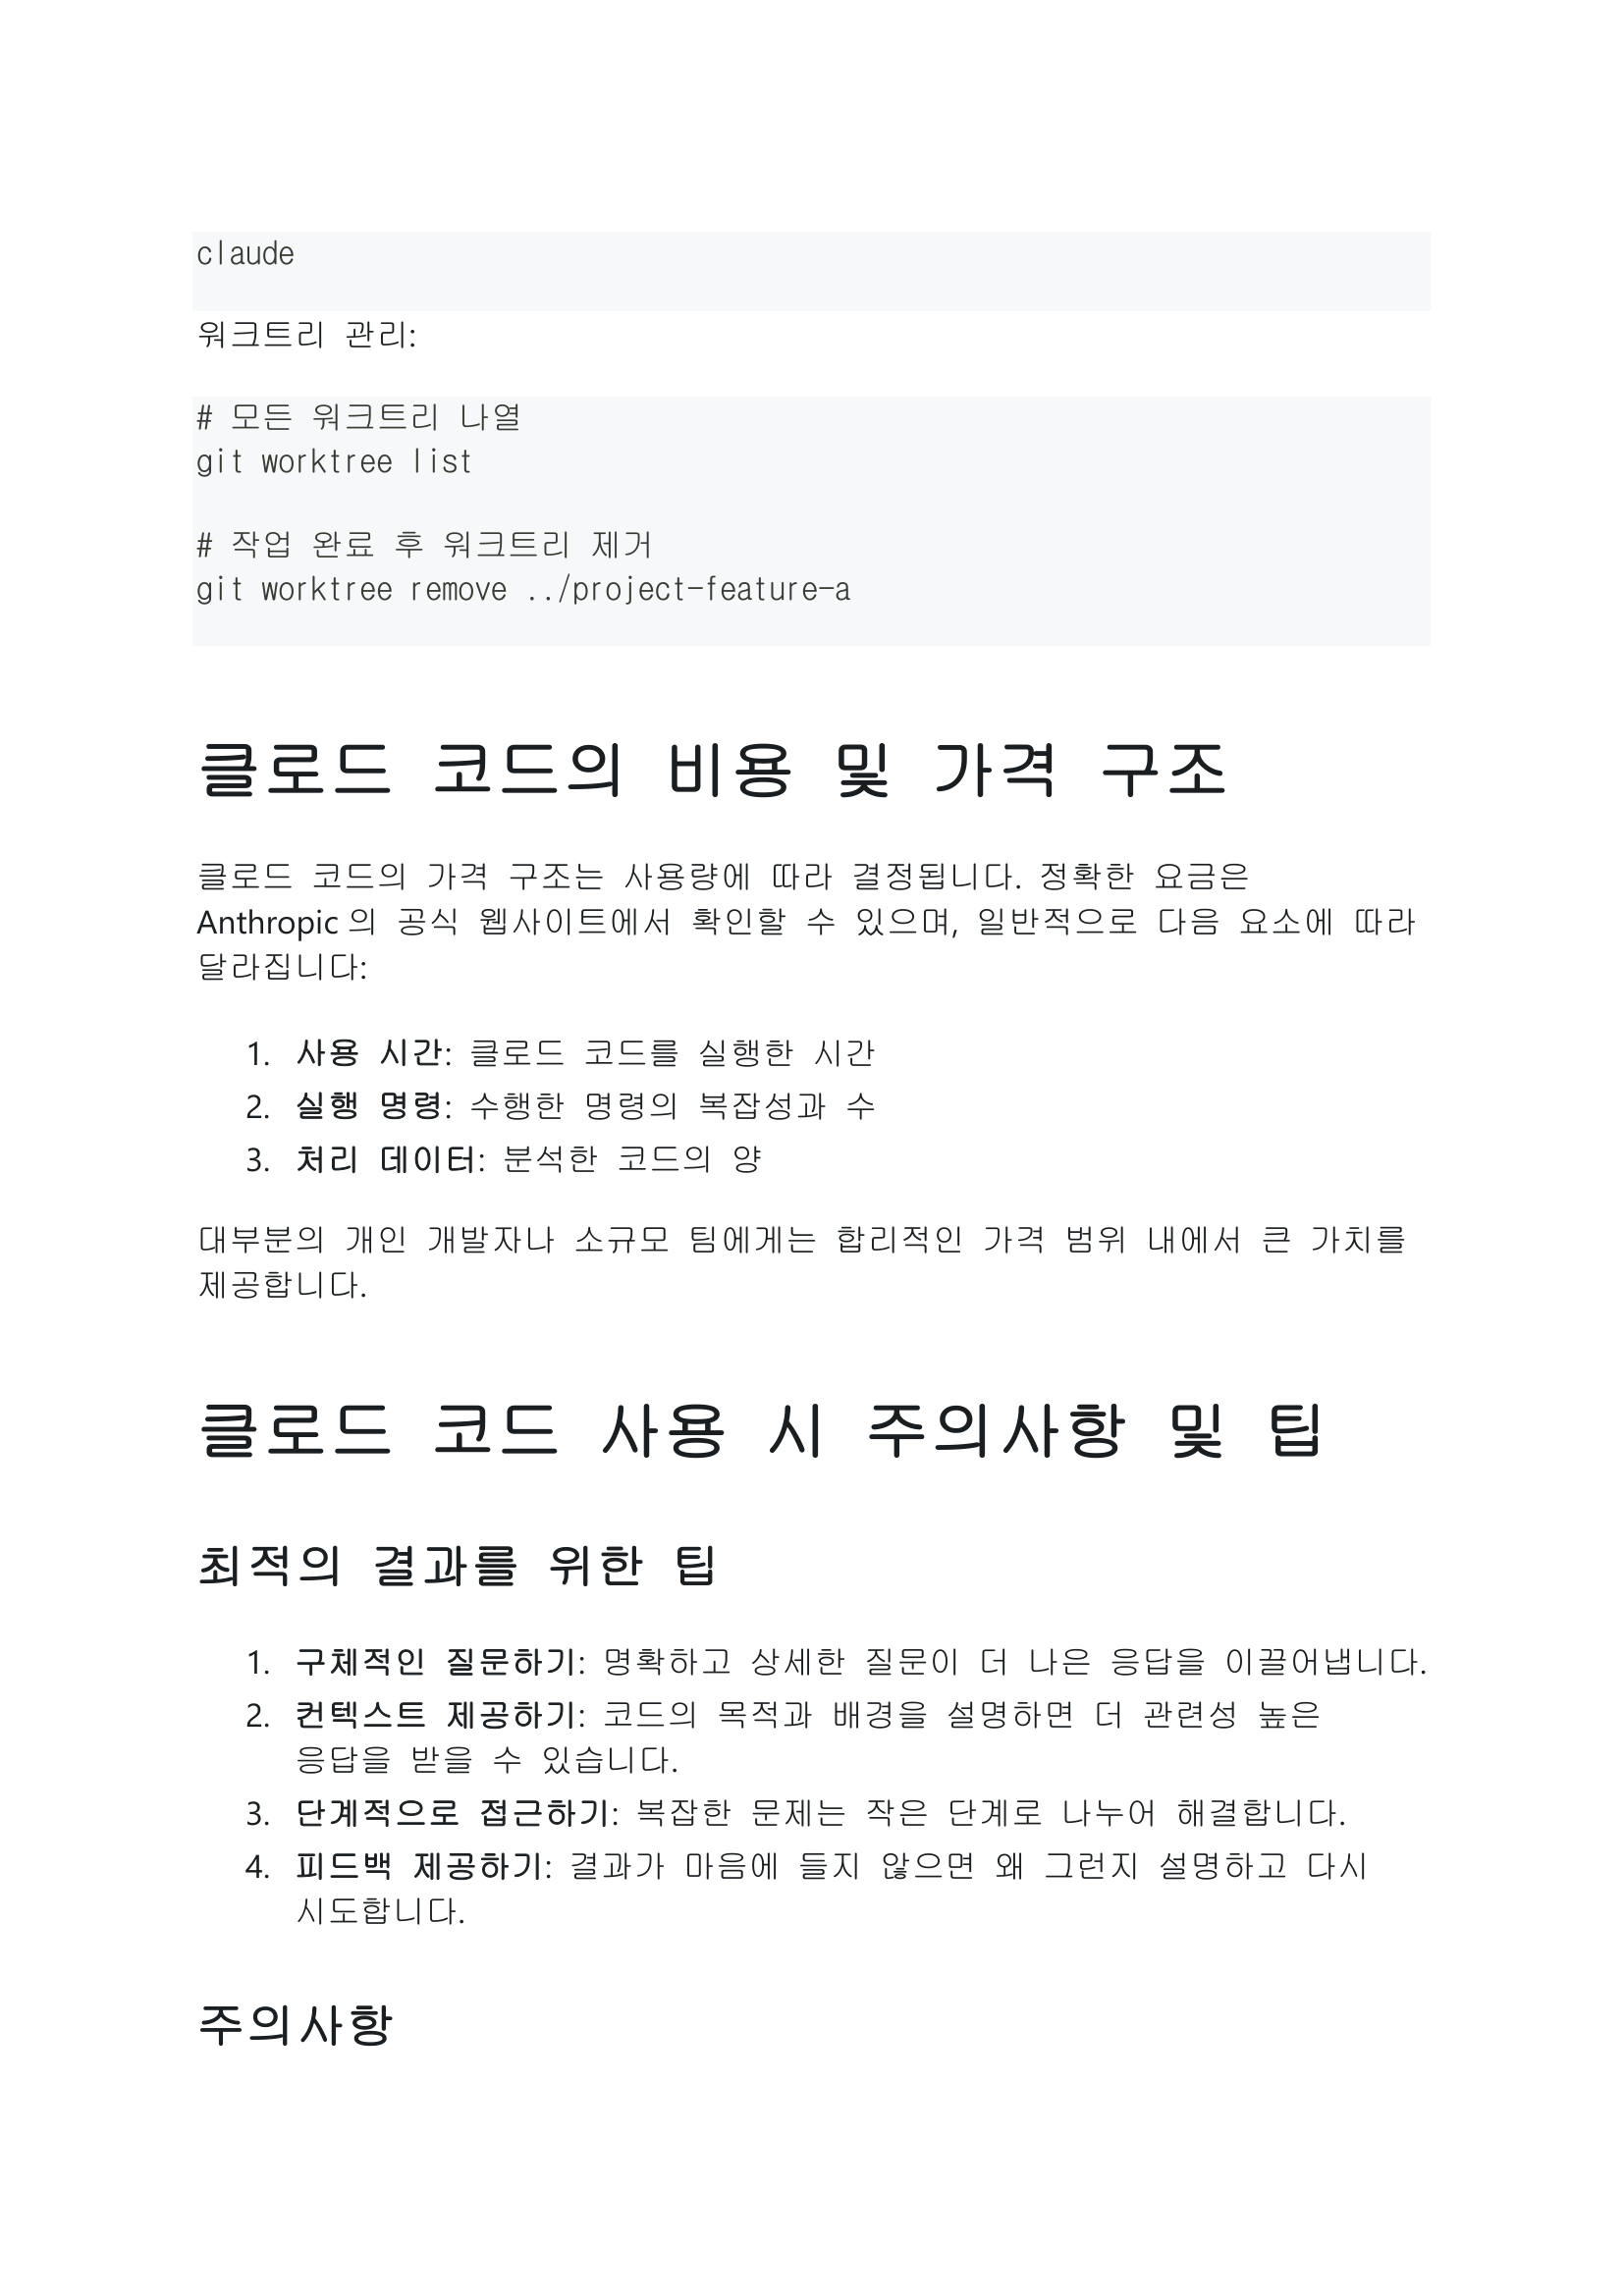 claude
워크트리 관리:
# 모든 워크트리 나열
git worktree list
# 작업 완료 후 워크트리 제거
git worktree remove ../project-feature-a
클로드 코드의 비용 및 가격 구조
클로드 코드의 가격 구조는 사용량에 따라 결정됩니다. 정확한 요금은
Anthropic의 공식 웹사이트에서 확인할 수 있으며, 일반적으로 다음 요소에 따라
달라집니다:
1. 사용 시간: 클로드 코드를 실행한 시간
2. 실행 명령: 수행한 명령의 복잡성과 수
3. 처리 데이터: 분석한 코드의 양
대부분의 개인 개발자나 소규모 팀에게는 합리적인 가격 범위 내에서 큰 가치를
제공합니다.
클로드 코드 사용 시 주의사항 및 팁
최적의 결과를 위한 팁
1. 구체적인 질문하기: 명확하고 상세한 질문이 더 나은 응답을 이끌어냅니다.
2. 컨텍스트 제공하기: 코드의 목적과 배경을 설명하면 더 관련성 높은
응답을 받을 수 있습니다.
3. 단계적으로 접근하기: 복잡한 문제는 작은 단계로 나누어 해결합니다.
4. 피드백 제공하기: 결과가 마음에 들지 않으면 왜 그런지 설명하고 다시
시도합니다.
주의사항